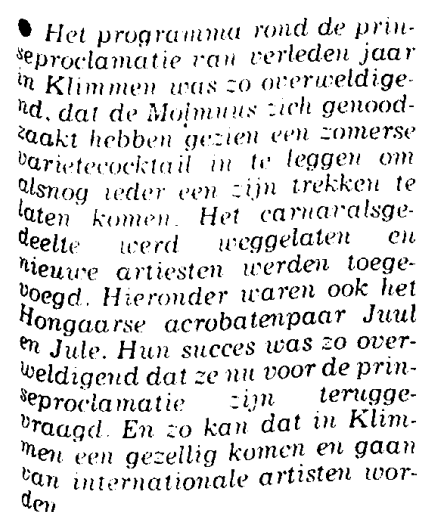 ● Het programma rond de prin-
seproclamatie van verleden jaar
in Klimmen was zo overweldige-
nd, dat de Molmuus zich genood-
zaakt hebben gezien een zomerse
varietecocktail in te leggen om
alsnog ieder een zijn trekken te
laten komen. Het carnavalsge-
deelte werd weggelaten en
nieuwe artiesten werden toege-
voegd. Hieronder waren ook het
Hongaarse acrobatenpaar Juul
en Jule. Hun succes was zo over-
weldigend dat ze nu voor de prin-
seproclamatie zijn terugge-
vraagd. En zo kan dat in Klim-
men een gezellig komen en gaan
van internationale artisten wor-
den